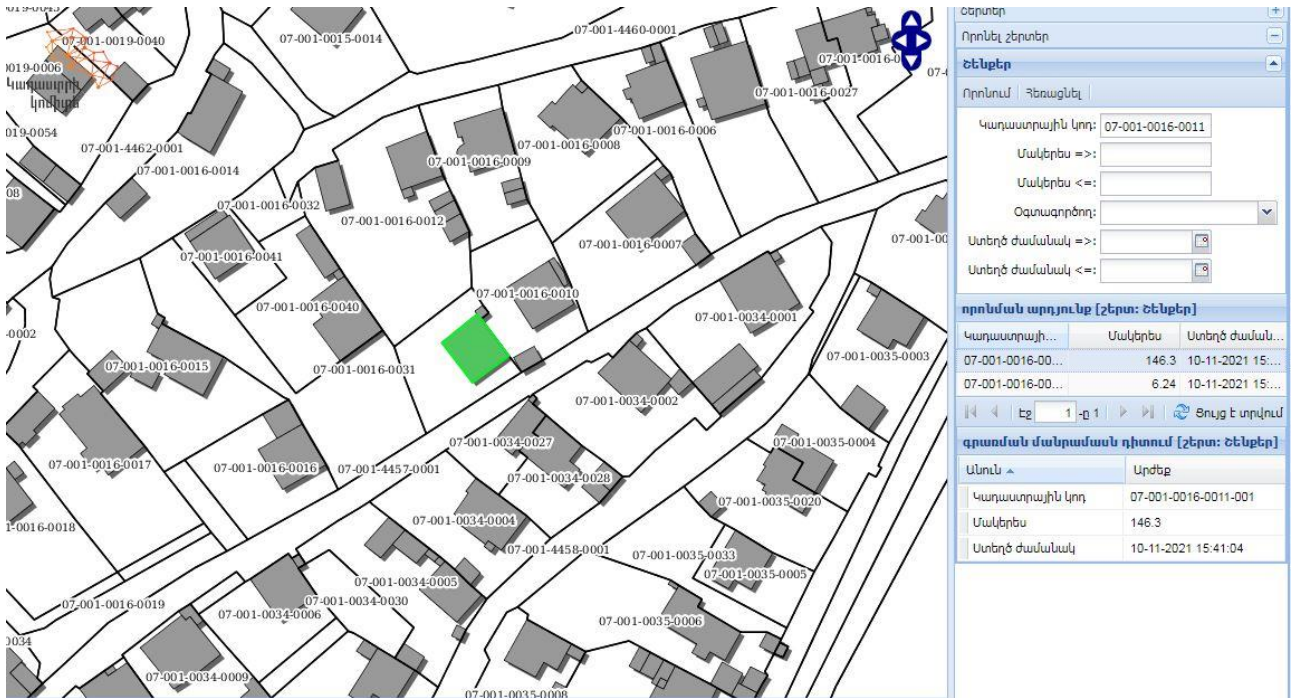 07-001-0019-0040
07-001-0015-0014
07-001-4460-0001
019-0006
07-001-0016-0027
Կադաստրի
կոմիտե
019-0054
07-001-4462-0001
07-001-0016-0006
07-001-0016-0008
07-001-0016-0009
07-001-0016-0014
07-001-0016-0032
07-001-0016-0012
07-001-0016-0007
07-001-0016-0041
07-001-0016-0010
07-001-0016-0040
07-001-0034-0001
-0002
07-001-0035-0003
07-001-0016-0015
07-001-0016-0031
07-001-0034-0002
07-001-0034-0027
07-001-0035-0004
07-001-0016-0017
07-001-0016-0016
07-001-4457-0001
07-001-0034-0028
07-001-0035-0020
1-0016-0018
07-001-0034-0004
07-001-4458-0001
07-001-0035-0033
07-001-0035-0005
07-001-0034-0005
07-001-0016-0019
07-001-0034-0030
07-001-0034-0006
07-001-0035-0006
0034
07-001-0034-0009
07-001-0035-0008
Շերտեր
Որոնել շերտեր
Շենքեր
Որոնում Հեռացնել
Կադաստրային կոդ: 07-001-0016-0011
Մակերես =>:
Մակերես <=:
Օգտագործող:
Ստեղծ ժամանակ =>:
Ստեղծ ժամանակ <=:
որոնման արդյունք [շերտ: Շենքեր]
Կադաստրայի... Մակերես Ստեղծ ժաման...
07-001-0016-00... 146.3 10-11-2021 15:...
07-001-0016-00... 6.24 10-11-2021 15:...
Էջ 1 -ը 1 Ցույց է տրվում
գրառման մանրամասն դիտում [շերտ: Շենքեր]
Անուն Արժեք
Կադաստրային կոդ 07-001-0016-0011-001
Մակերես 146.3
Ստեղծ ժամանակ 10-11-2021 15:41:04